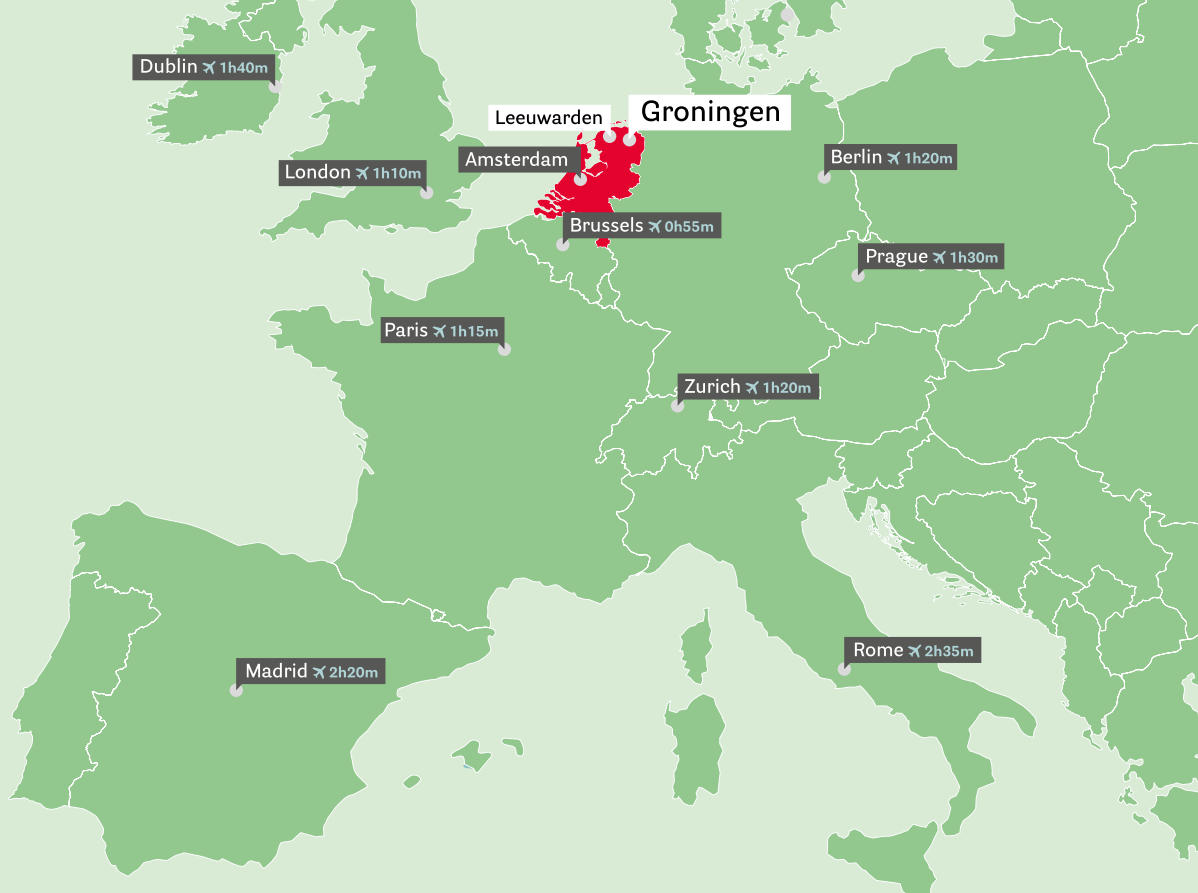 Dublin 1h40m
Groningen
Leeuwarden
Amsterdam
Berlin 1h20m
London 1h10m
Brussels 0h55m
Prague 1h30m
Paris 1h15m
Zurich 1h20m
Rome 2h35m
Madrid 2h20m